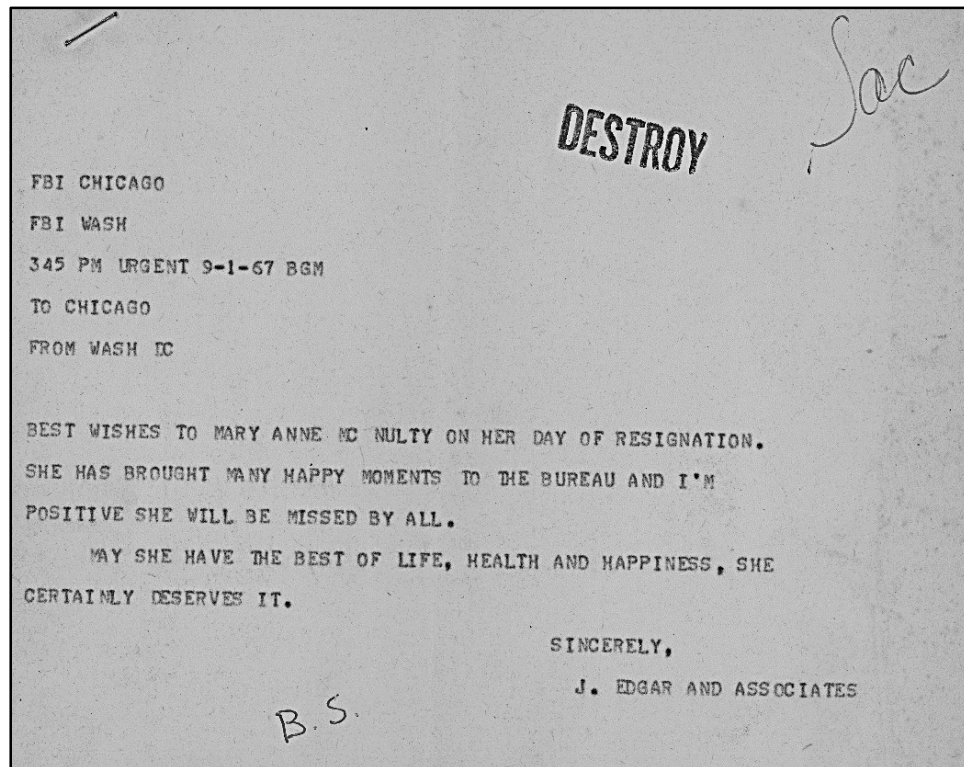 Sac
DESTROY
FBI CHICAGO
FBI WASH
345 PM URGENT 9-1-67 BGM
TO CHICAGO
FROM WASH DC
BEST WISHES TO MARY ANNE MC NULTY ON HER DAY OF RESIGNATION.
SHE HAS BROUGHT MANY HAPPY MOMENTS TO THE BUREAU AND I'M
POSITIVE SHE WILL BE MISSED BY ALL.
MAY SHE HAVE THE BEST OF LIFE, HEALTH AND HAPPINESS, SHE
CERTAINLY DESERVES IT.
SINCERELY,
J. EDGAR AND ASSOCIATES
B.S.